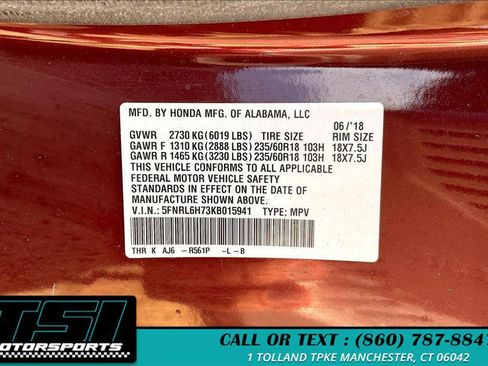 MFD. BY HONDA MFG. OF ALABAMA, LLC
06/'18
GVWR 2730 KG (6019 LBS) TIRE SIZE RIM SIZE
GAWR F 1310 KG (2888 LBS) 235/60R18 103H 18X7.5J
GAWR R 1465 KG (3230 LBS) 235/60R18 103H 18X7.5J
THIS VEHICLE CONFORMS TO ALL APPLICABLE
FEDERAL MOTOR VEHICLE SAFETY
STANDARDS IN EFFECT ON THE DATE OF
MANUFACTURE SHOWN ABOVE.
V.I.N.: 5FNRL6H73KB015941 TYPE: MPV
THR K AJ6 –R561P –L–B
TSI
MOTORSPORTS
CALL OR TEXT : (860) 787-8847
1 TOLLAND TPKE MANCHESTER, CT 06042